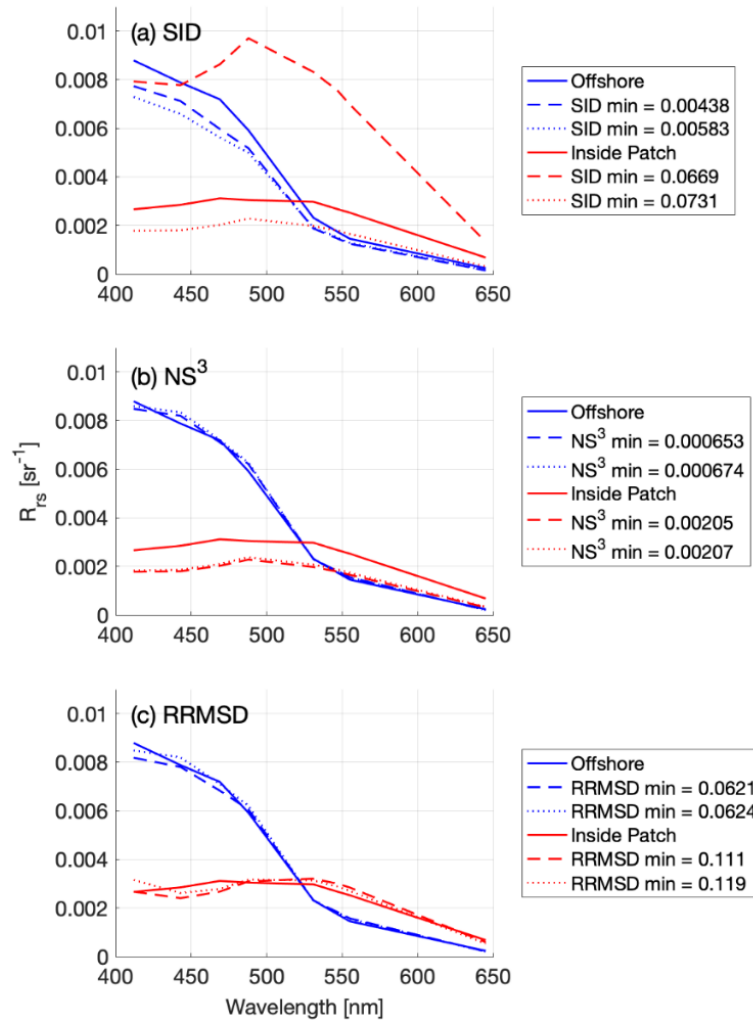 (a) SID
0.01
0.008
0.006
0.004
0.002
0
400 450 500 550 600 650
Offshore
SID min = 0.00438
SID min = 0.00583
Inside Patch
SID min = 0.0669
SID min = 0.0731
(b) NS³
0.01
0.008
0.006
0.004
0.002
0
400 450 500 550 600 650
R_rs [sr⁻¹]
Offshore
NS³ min = 0.000653
NS³ min = 0.000674
Inside Patch
NS³ min = 0.00205
NS³ min = 0.00207
(c) RRMSD
0.01
0.008
0.006
0.004
0.002
0
400 450 500 550 600 650
Wavelength [nm]
Offshore
RRMSD min = 0.0621
RRMSD min = 0.0624
Inside Patch
RRMSD min = 0.111
RRMSD min = 0.119